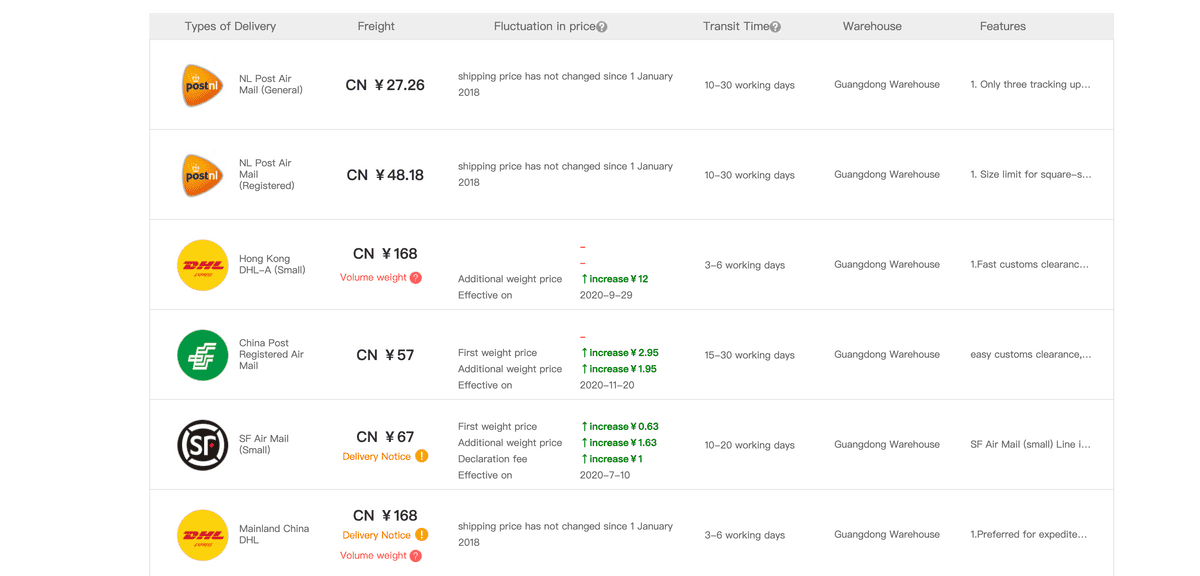 Types of Delivery Freight Fluctuation in price? Transit Time? Warehouse Features
postnl
NL Post Air
Mail (General)
CN ¥27.26
shipping price has not changed since 1 January
2018
10-30 working days
Guangdong Warehouse
1. Only three tracking up...
postnl
NL Post Air
Mail
(Registered)
CN ¥48.18
shipping price has not changed since 1 January
2018
10-30 working days
Guangdong Warehouse
1. Size limit for square-s...
DHL
EXPRESS
Hong Kong
DHL-A (Small)
CN ¥168
Volume weight ?
-
-
Additional weight price ↑increase¥12
Effective on 2020-9-29
3-6 working days
Guangdong Warehouse
1.Fast customs clearanc...
China Post
Registered Air
Mail
CN ¥57
-
First weight price ↑increase¥2.95
Additional weight price ↑increase¥1.95
Effective on 2020-11-20
15-30 working days
Guangdong Warehouse
easy customs clearance,...
SF
SF Air Mail
(Small)
CN ¥67
Delivery Notice !
First weight price ↑increase¥0.63
Additional weight price ↑increase¥1.63
Declaration fee ↑increase¥1
Effective on 2020-7-10
10-20 working days
Guangdong Warehouse
SF Air Mail (small) Line i...
DHL
EXPRESS
Mainland China
DHL
CN ¥168
Delivery Notice !
Volume weight ?
shipping price has not changed since 1 January
2018
3-6 working days
Guangdong Warehouse
1.Preferred for expedite...